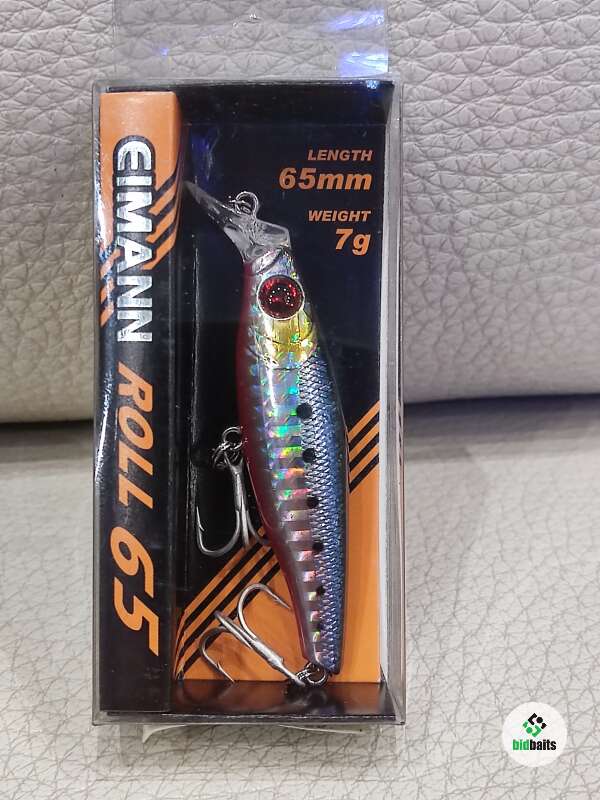 EIMANN ROLL 65
LENGTH
65mm
WEIGHT
7g
bidbaits